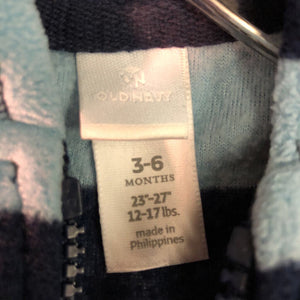 OLD NAVY
3-6
MONTHS
23"-27"
12-17 lbs.
made in
Philippines